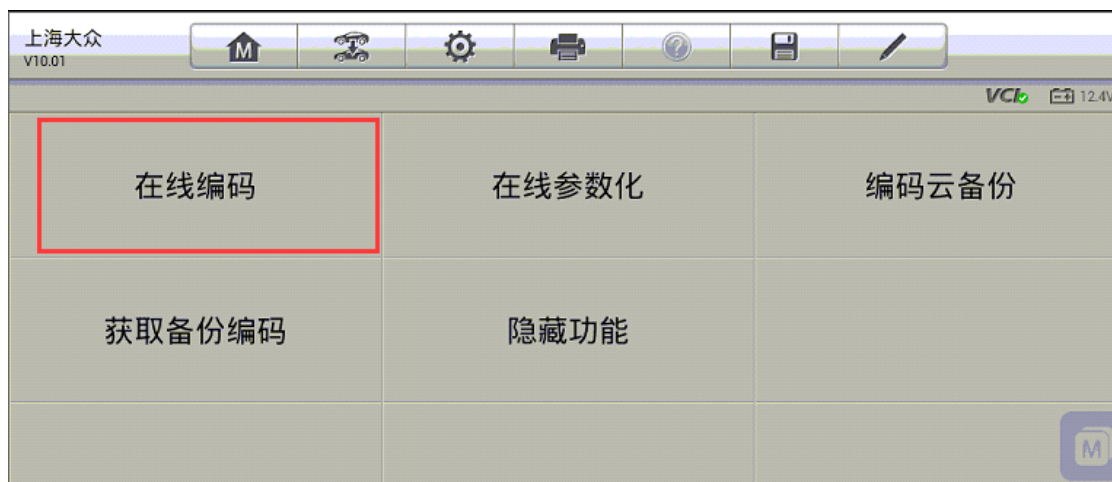 上海大众
V10.01
M
?
VCI 12.4V
在线编码 在线参数化 编码云备份
获取备份编码 隐藏功能
M